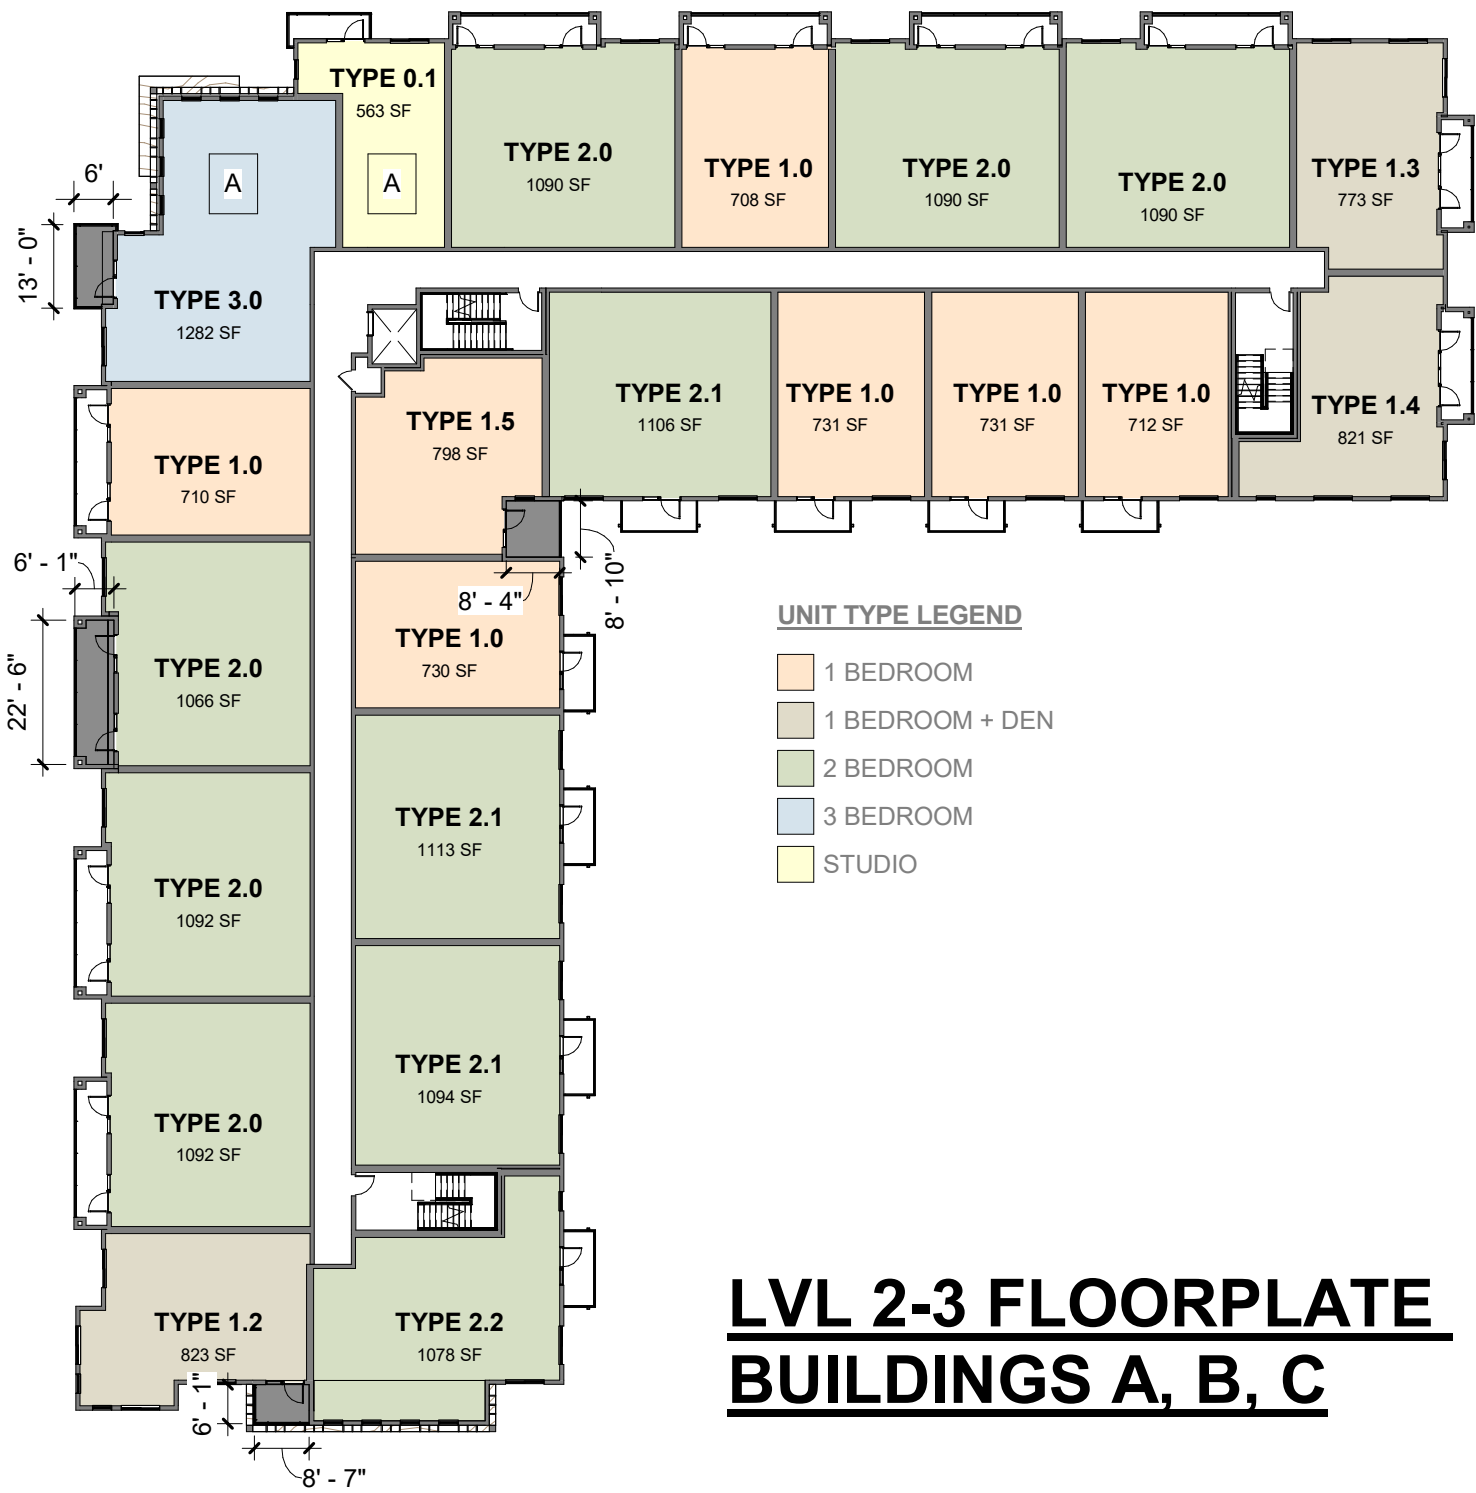 TYPE 0.1
563 SF
A
TYPE 2.0
1090 SF
TYPE 1.0
708 SF
TYPE 2.0
1090 SF
TYPE 2.0
1090 SF
TYPE 1.3
773 SF
6'
13' - 0"
A
TYPE 3.0
1282 SF
TYPE 1.5
798 SF
TYPE 2.1
1106 SF
TYPE 1.0
731 SF
TYPE 1.0
731 SF
TYPE 1.0
712 SF
TYPE 1.4
821 SF
TYPE 1.0
710 SF
8' - 10"
8' - 4"
6' - 1"
22' - 6"
TYPE 2.0
1066 SF
TYPE 1.0
730 SF
UNIT TYPE LEGEND
1 BEDROOM
1 BEDROOM + DEN
2 BEDROOM
3 BEDROOM
STUDIO
TYPE 2.0
1092 SF
TYPE 2.1
1113 SF
TYPE 2.0
1092 SF
TYPE 2.1
1094 SF
TYPE 1.2
823 SF
TYPE 2.2
1078 SF
6' - 1"
8' - 7"
LVL 2-3 FLOORPLATE
BUILDINGS A, B, C